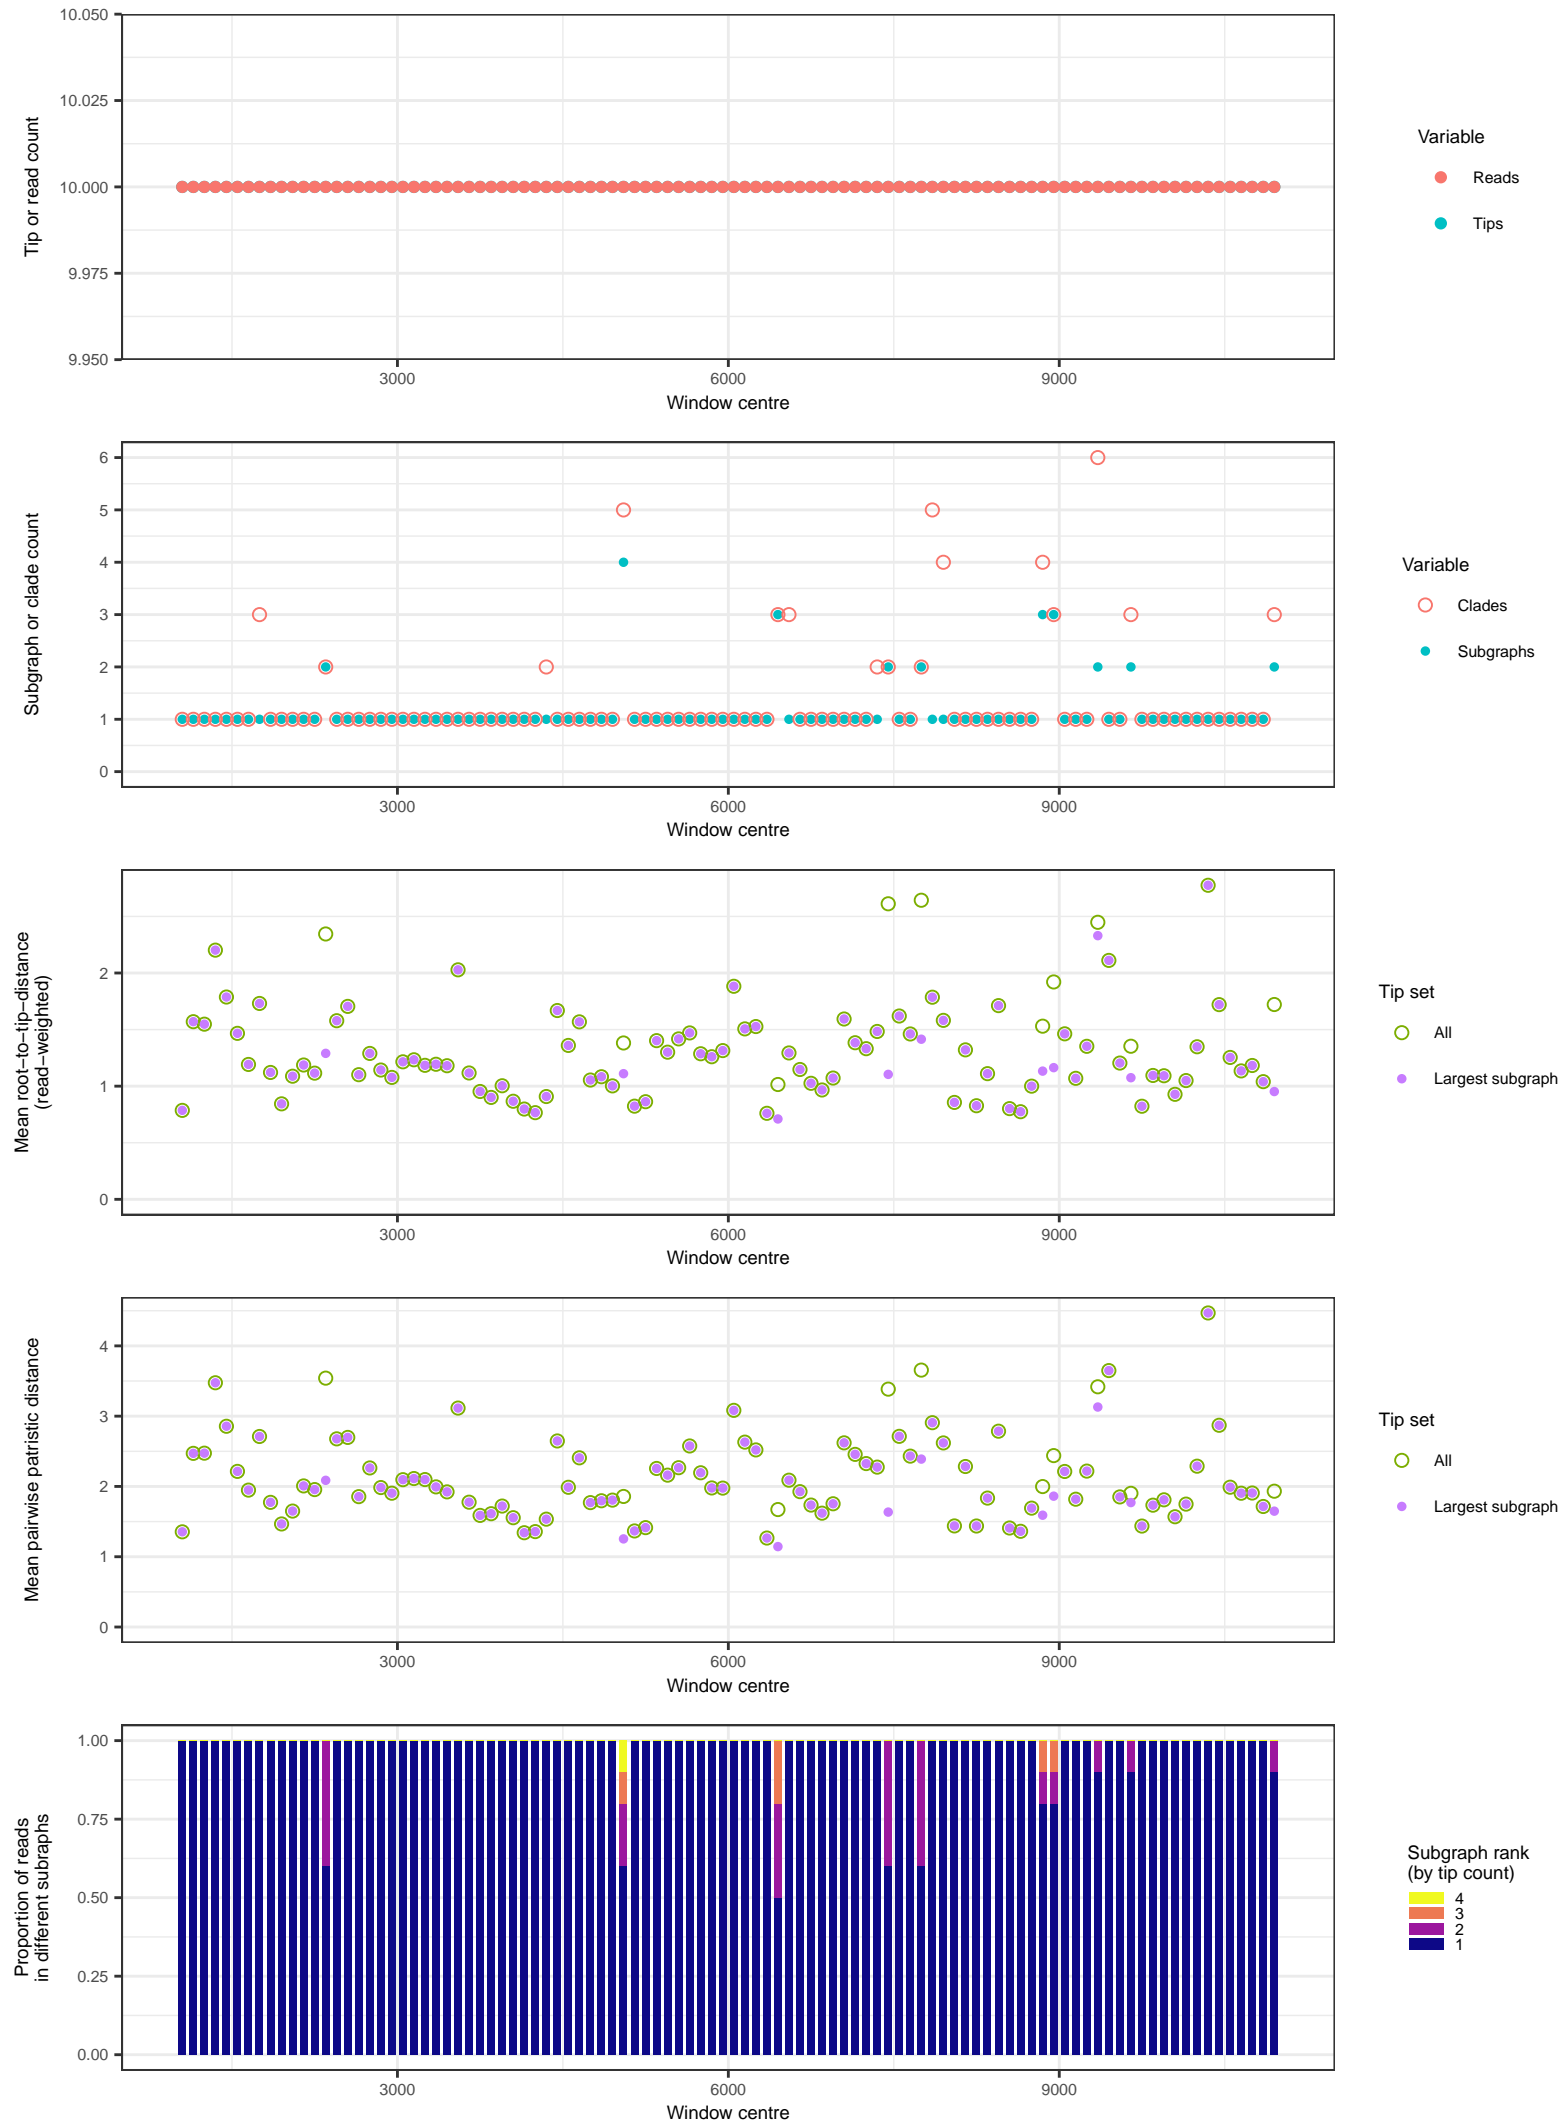 10.050
10.025
10.000
9.975
9.950
Tip or read count
3000 6000 9000
Window centre
Variable
Reads
Tips
6
5
4
3
2
1
0
Subgraph or clade count
3000 6000 9000
Window centre
Variable
Clades
Subgraphs
2
1
0
Mean root−to−tip−distance
(read−weighted)
3000 6000 9000
Window centre
Tip set
All
Largest subgraph
4
3
2
1
0
Mean pairwise patristic distance
3000 6000 9000
Window centre
Tip set
All
Largest subgraph
1.00
0.75
0.50
0.25
0.00
Proportion of reads
in different subraphs
3000 6000 9000
Window centre
Subgraph rank
(by tip count)
4
3
2
1